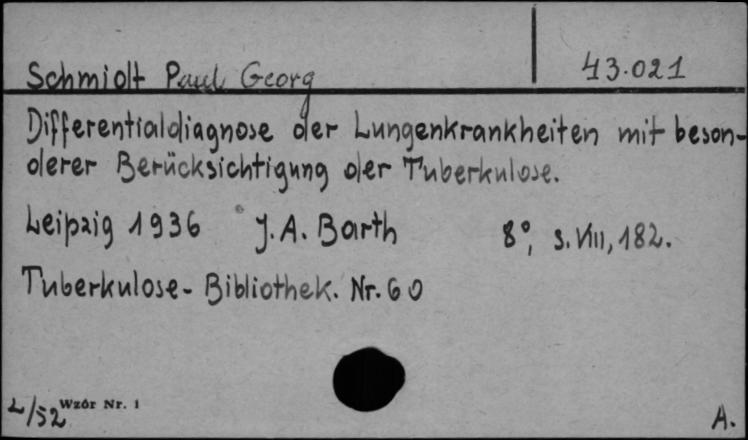 Schmidt Paul Georg 43.021
Differentialdiagnose der Lungenkrankheiten mit beson-
derer Berücksichtigung der Tuberkulose.
Leipzig 1936 J. A. Barth 8°, s. VIII, 182.
Tuberkulose - Bibliothek. Nr. 60
L/52 Wzór Nr. 1 A.